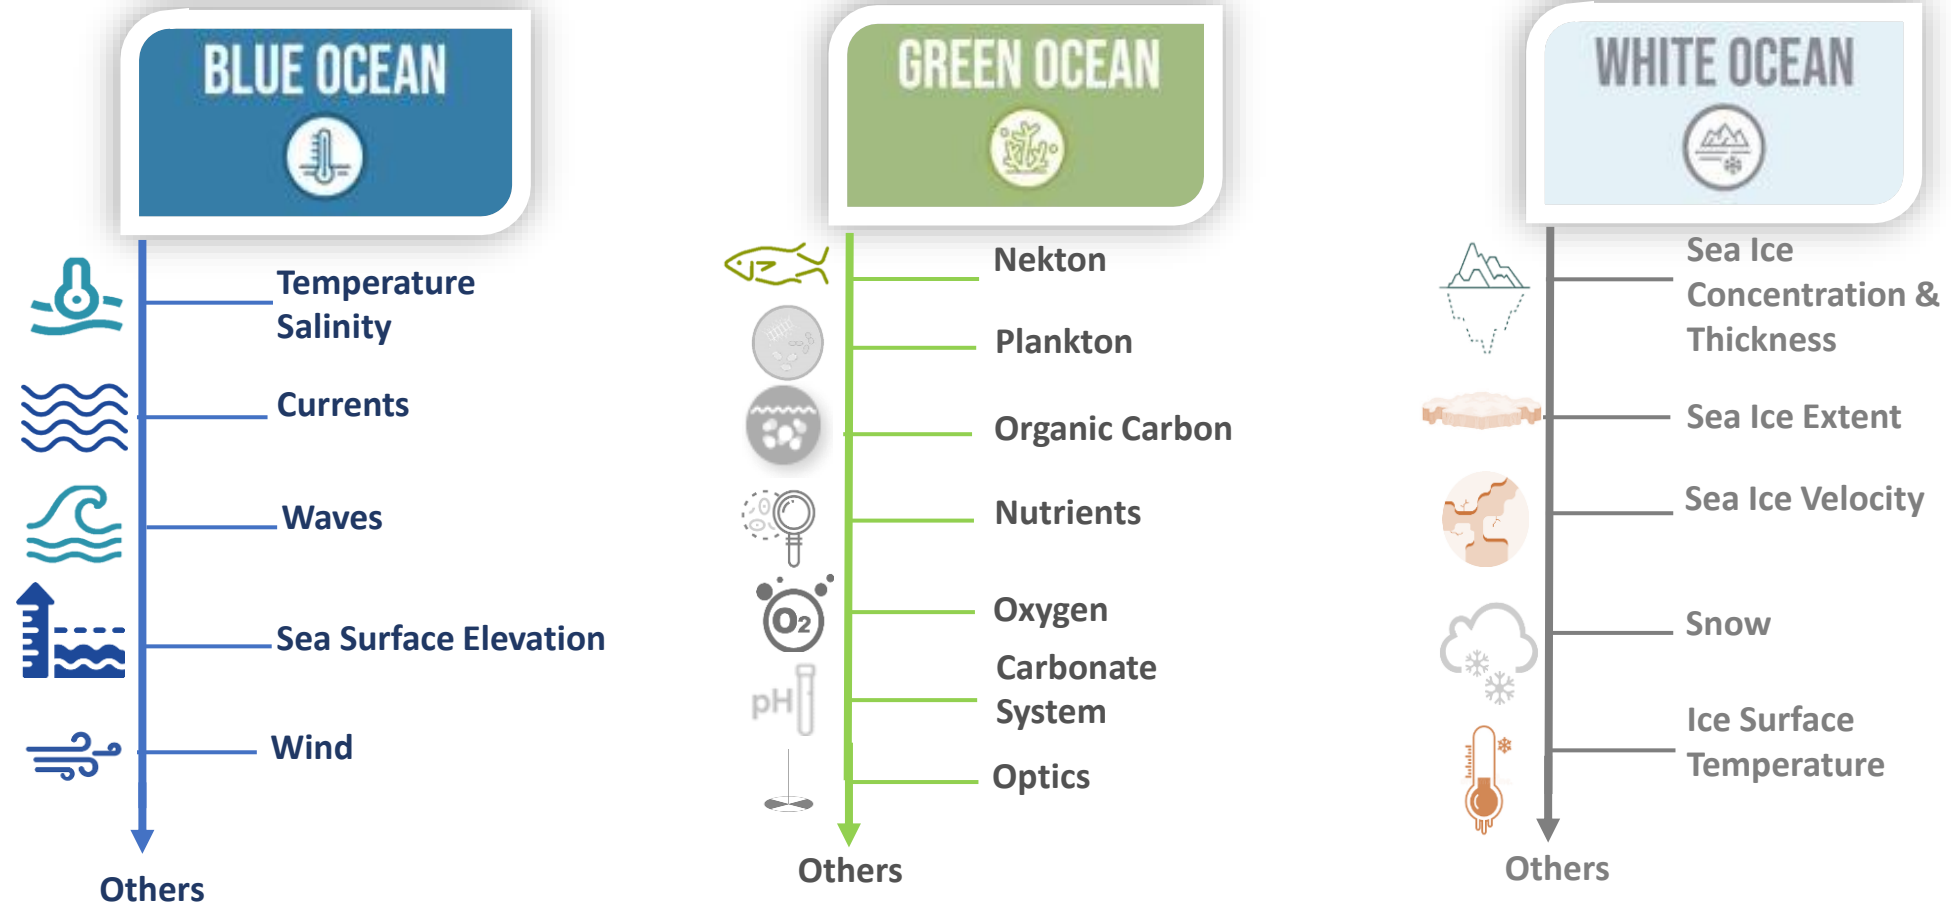 BLUE OCEAN
Temperature
Salinity
Currents
Waves
Sea Surface Elevation
Wind
Others
GREEN OCEAN
Nekton
Plankton
Organic Carbon
Nutrients
O2
Oxygen
pH
Carbonate
System
Optics
Others
WHITE OCEAN
Sea Ice
Concentration &
Thickness
Sea Ice Extent
Sea Ice Velocity
Snow
Ice Surface
Temperature
Others